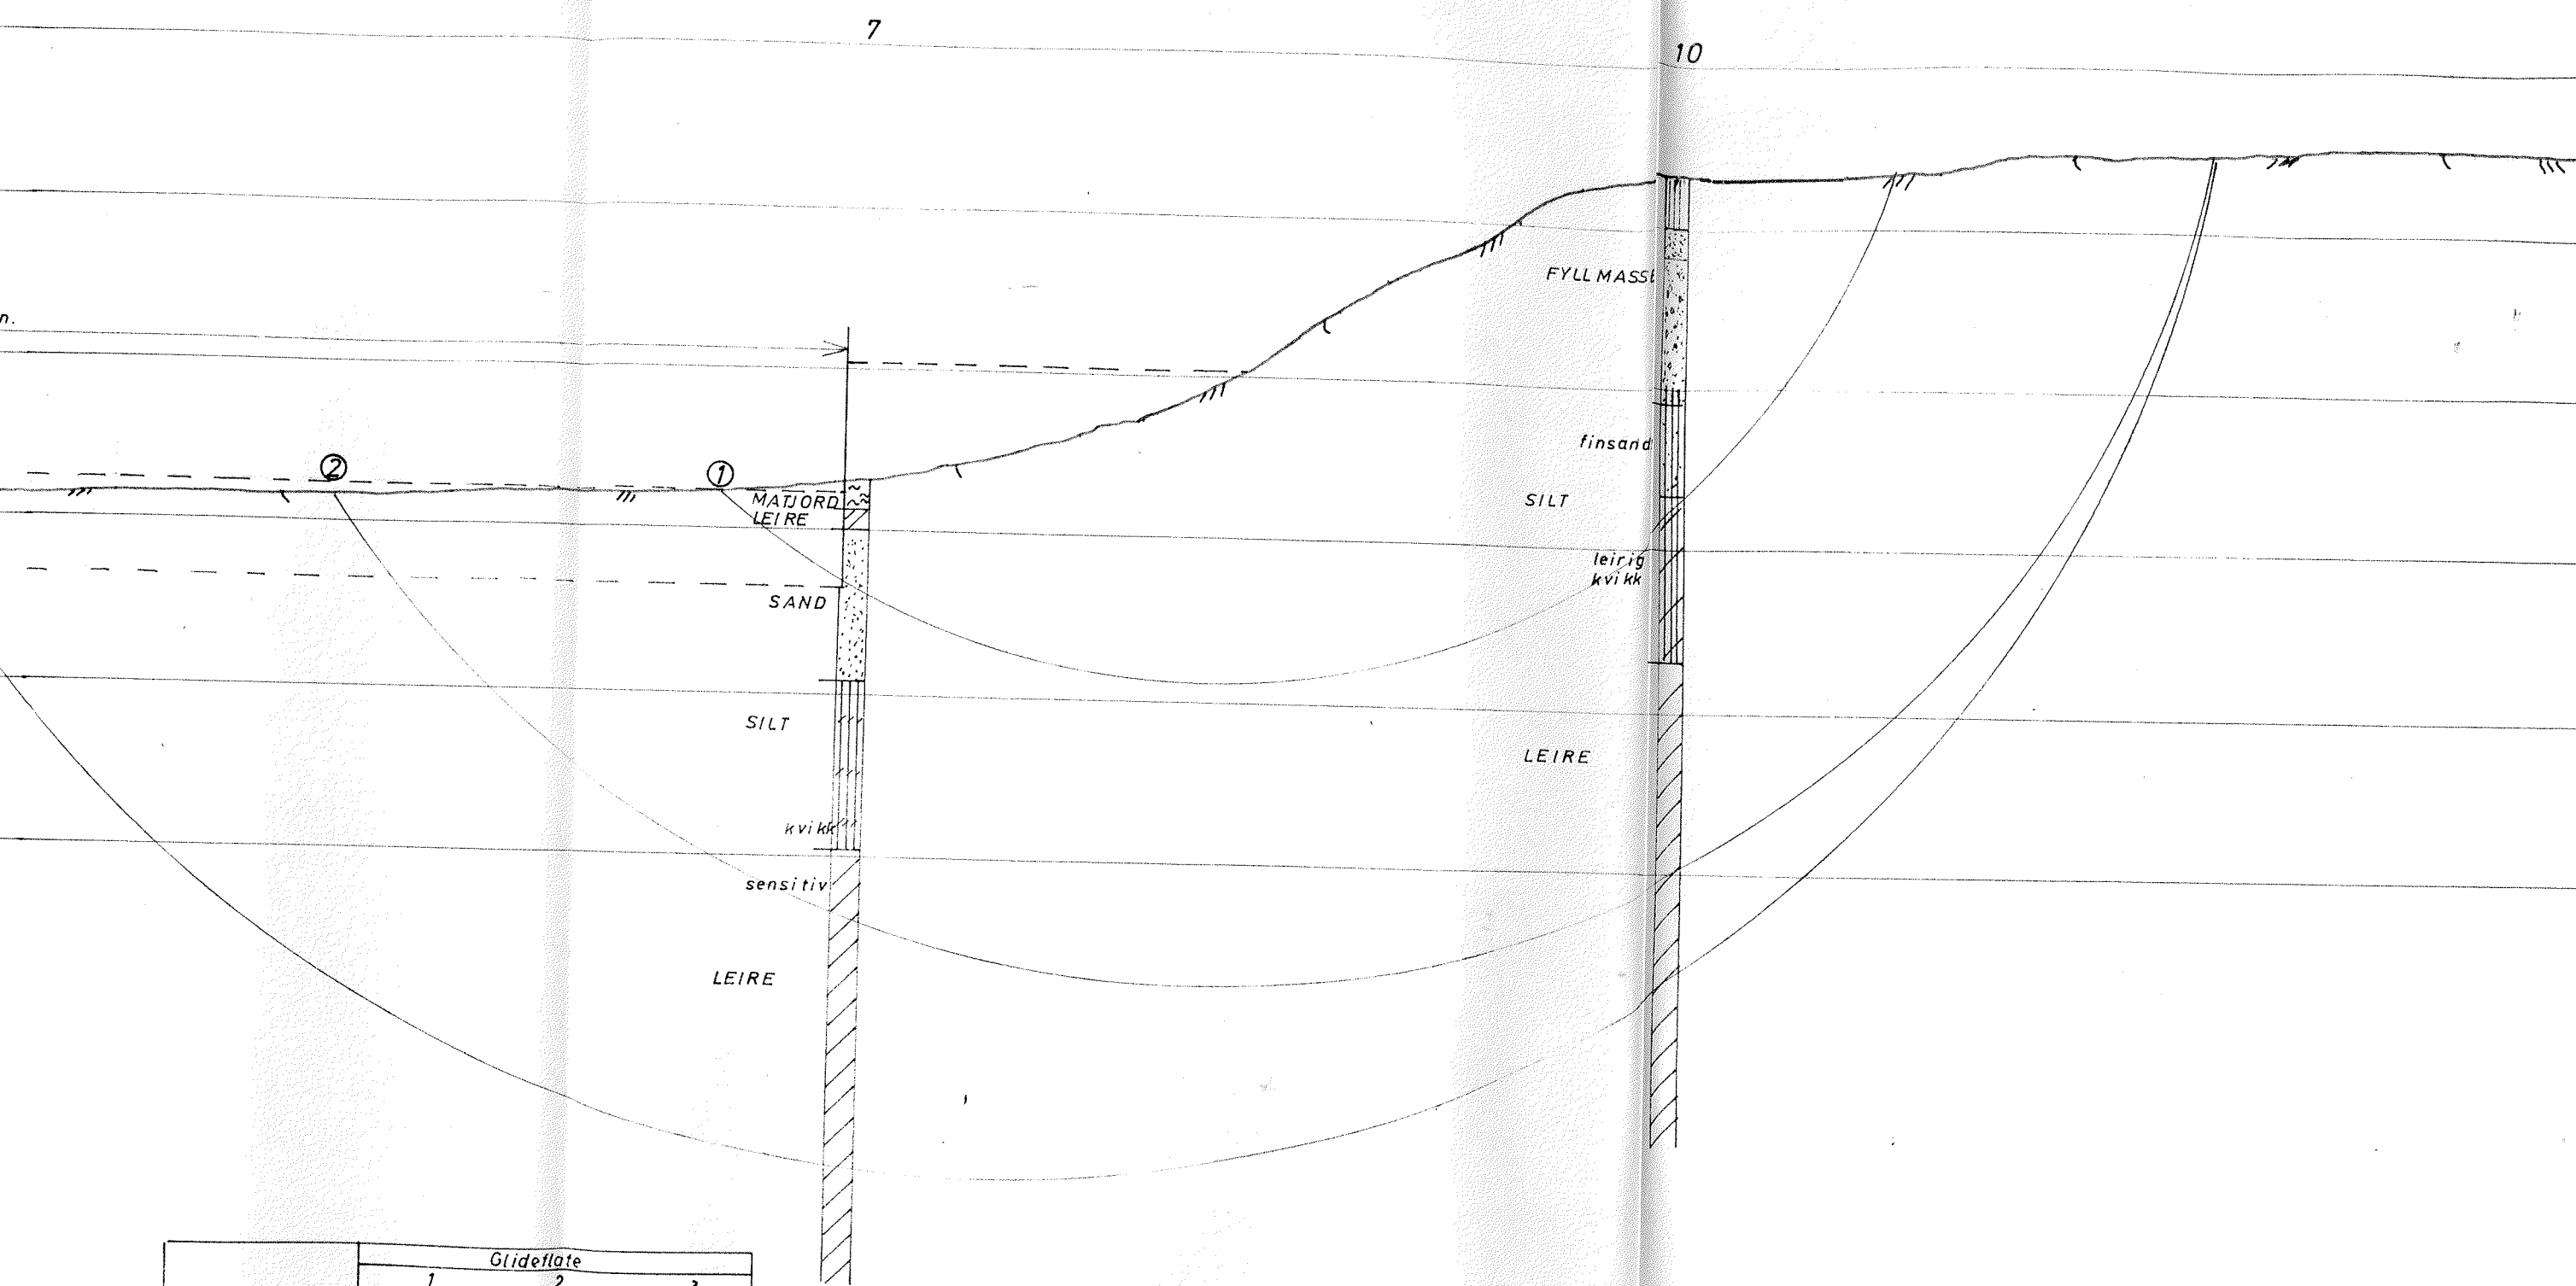 7
10
n.
FYLLMASSE
finsand
SILT
leirig
kvikk
LEIRE
2
1
MATJORD
LEIRE
SAND
SILT
kvikk
sensitiv
LEIRE
Glideflate
1 2 3